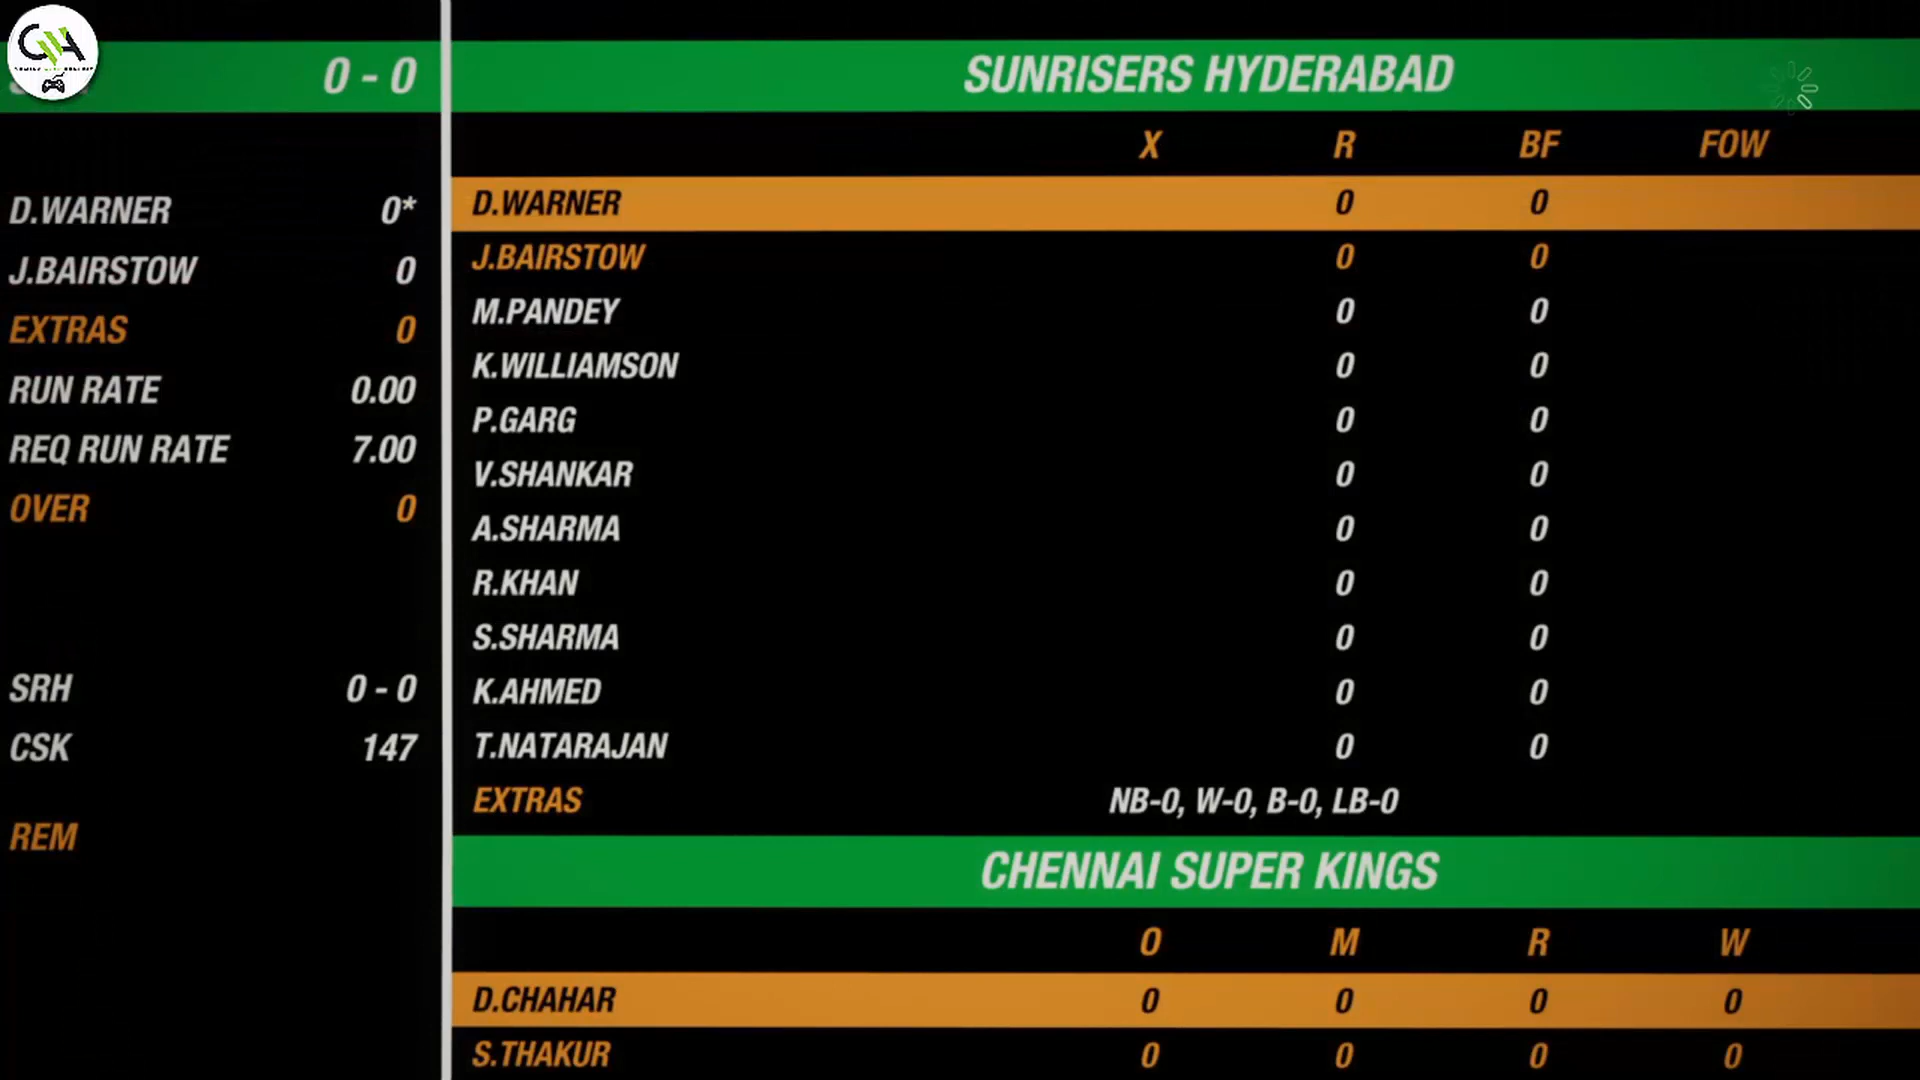 0 - 0
D.WARNER 0*
J.BAIRSTOW 0
EXTRAS 0
RUN RATE 0.00
REQ RUN RATE 7.00
OVER 0
SRH 0 - 0
CSK 147
REM
SUNRISERS HYDERABAD
X R BF FOW
D.WARNER 0 0
J.BAIRSTOW 0 0
M.PANDEY 0 0
K.WILLIAMSON 0 0
P.GARG 0 0
V.SHANKAR 0 0
A.SHARMA 0 0
R.KHAN 0 0
S.SHARMA 0 0
K.AHMED 0 0
T.NATARAJAN 0 0
EXTRAS NB-0, W-0, B-0, LB-0
CHENNAI SUPER KINGS
O M R W
D.CHAHAR 0 0 0 0
S.THAKUR 0 0 0 0